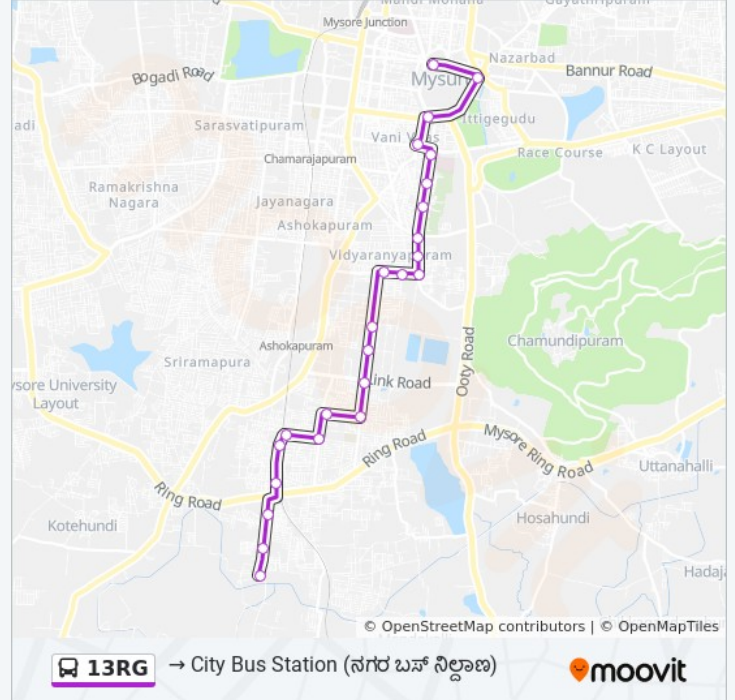 Mandi Mohalla
Gayathripuram
Mysore Junction
Nazarbad
Bogadi Road
Mysuru
Bannur Road
adi
Sarasvatipuram
Ittigegudu
Vani Vilas
Race Course
K C Layout
Chamarajapuram
Ramakrishna
Nagara
Jayanagara
Ashokapuram
Vidyaranyapuram
Chamundipuram
Ashokapuram
Ooty Road
Sriramapura
Link Road
ysore University
Layout
Ring Road
Mysore Ring Road
Uttanahalli
Ring Road
Hosahundi
Kotehundi
Hadaja
© OpenStreetMap contributors | © OpenMapTiles
13RG → City Bus Station (ನಗರ ಬಸ್ ನಿಲ್ದಾಣ)
moovit